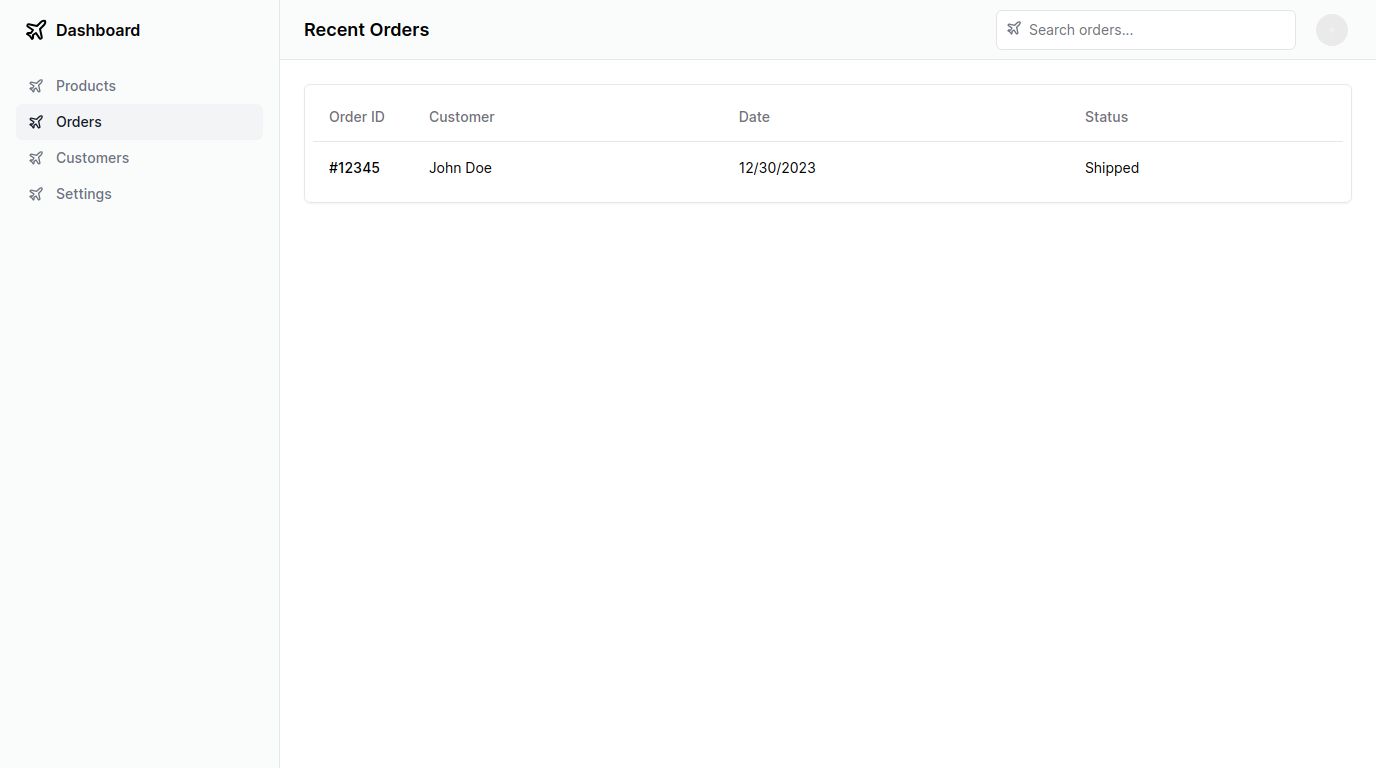 Dashboard
Products
Orders
Customers
Settings
Recent Orders
Search orders...
Order ID Customer Date Status
#12345 John Doe 12/30/2023 Shipped